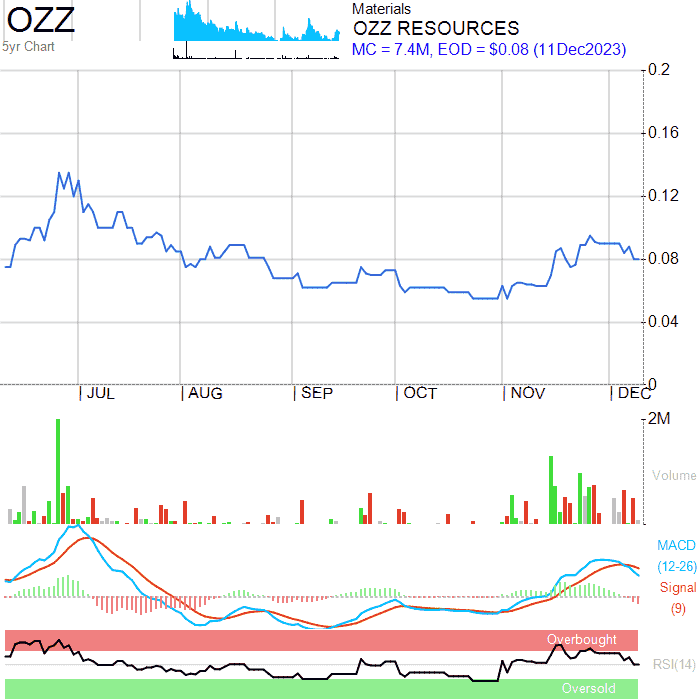 OZZ
5yr Chart
Materials
OZZ RESOURCES
MC = 7.4M, EOD = $0.08 (11Dec2023)
0.2
0.16
0.12
0.08
0.04
0
JUL AUG SEP OCT NOV DEC
2M
Volume
MACD
(12-26)
Signal
(9)
Overbought
RSI(14)
Oversold